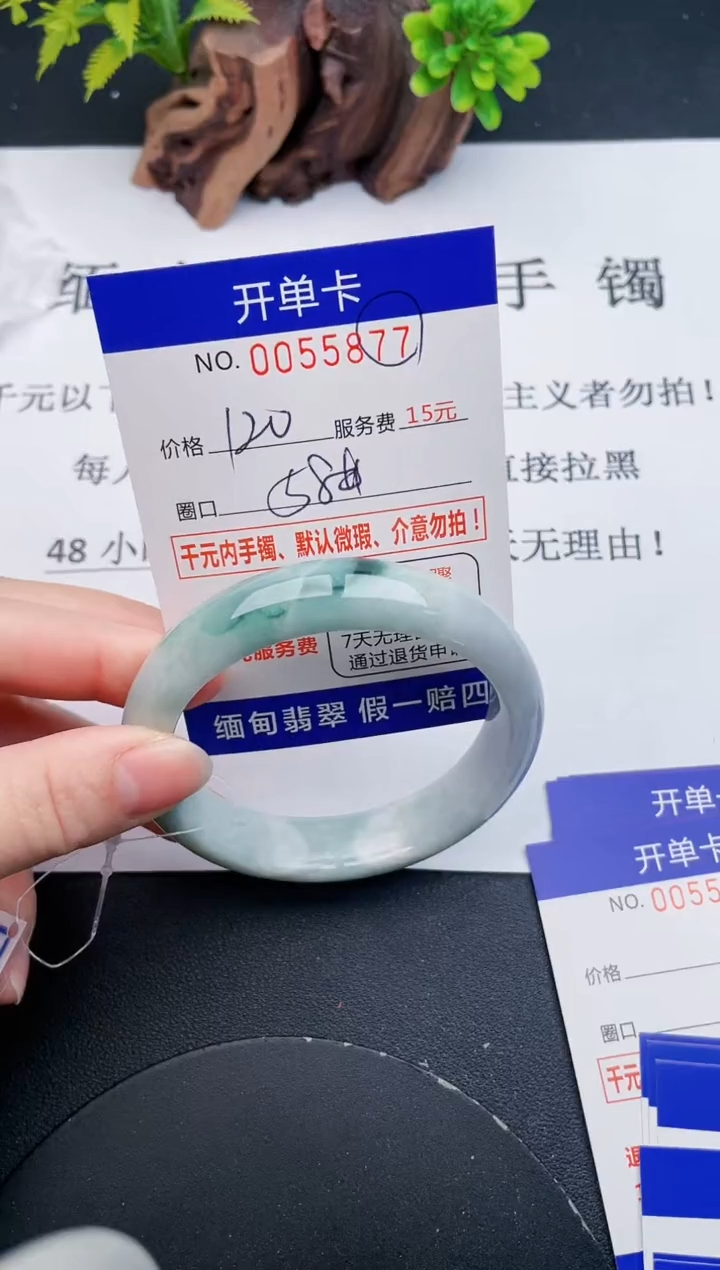 手 镯
开单卡
NO. 0055877
千元以
主义者勿拍！
价格 120 服务费 15元
每
直接拉黑
圈口 58
48 小
无理由！
千元内手镯、默认微瑕、介意勿拍！
服务费
7天无理
通过退货申
缅甸翡翠 假一赔四
开单
开单卡
NO. 0055
价格
圈口
千元
退